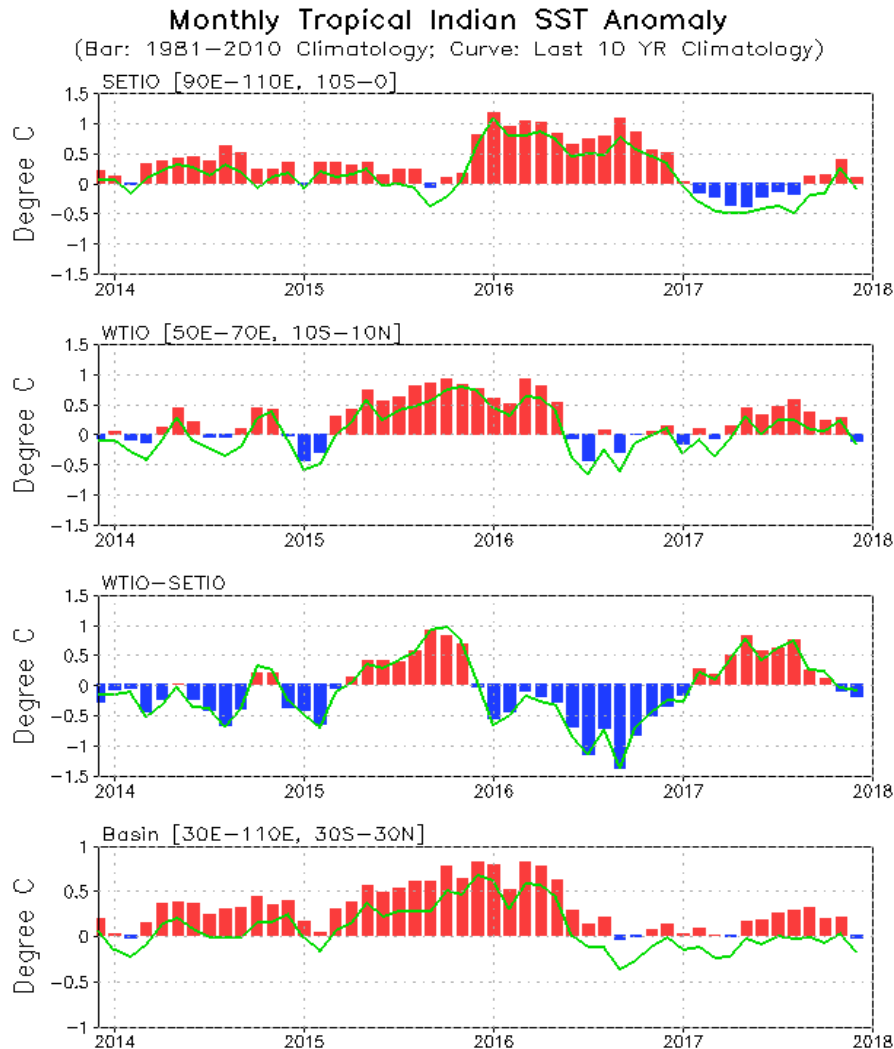 Monthly Tropical Indian SST Anomaly
(Bar: 1981-2010 Climatology; Curve: Last 10 YR Climatology)
SETIO [90E-110E, 10S-0]
Degree C
1.5
1
0.5
0
-0.5
-1
-1.5
2014 2015 2016 2017 2018
WTIO [50E-70E, 10S-10N]
Degree C
1.5
1
0.5
0
-0.5
-1
-1.5
2014 2015 2016 2017 2018
WTIO-SETIO
Degree C
1.5
1
0.5
0
-0.5
-1
-1.5
2014 2015 2016 2017 2018
Basin [30E-110E, 30S-30N]
Degree C
1
0.5
0
-0.5
-1
2014 2015 2016 2017 2018